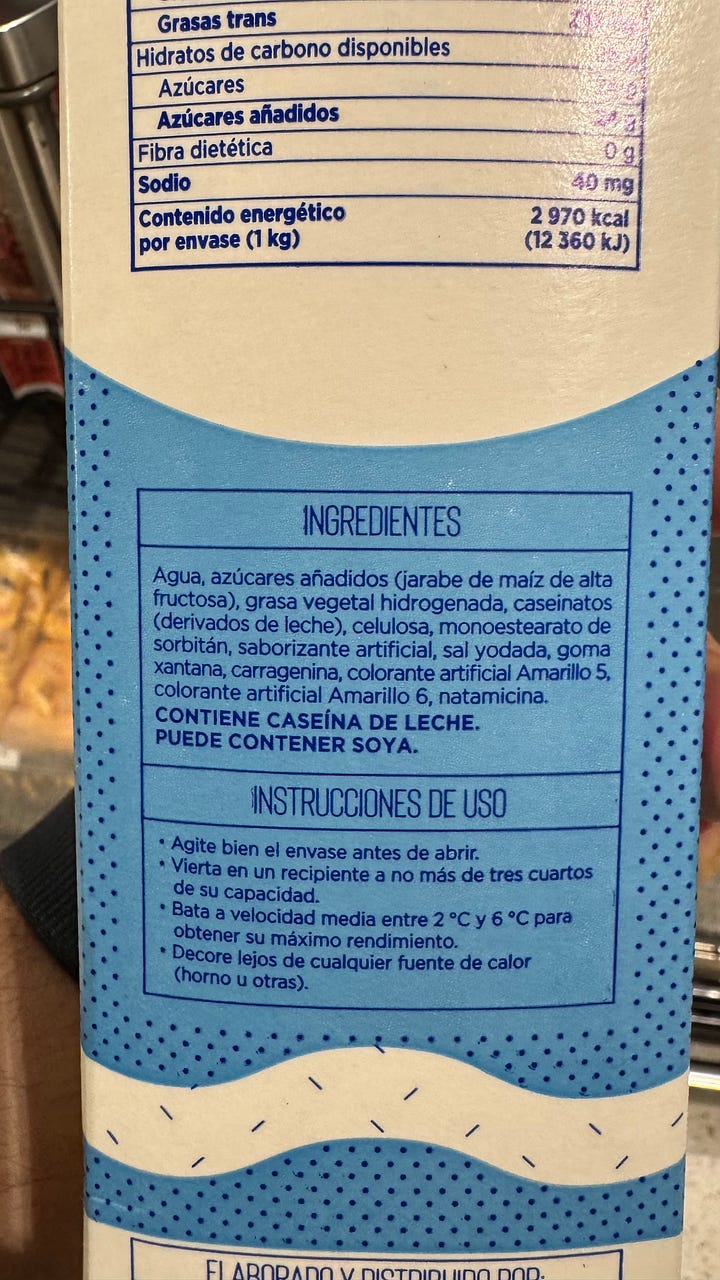 Grasas trans
Hidratos de carbono disponibles
Azúcares
Azúcares añadidos
Fibra dietética 0 g
Sodio 40 mg
Contenido energético 2 970 kcal
por envase (1 kg) (12 360 kJ)
INGREDIENTES
Agua, azúcares añadidos (jarabe de maíz de alta
fructosa), grasa vegetal hidrogenada, caseinatos
(derivados de leche), celulosa, monoestearato de
sorbitán, saborizante artificial, sal yodada, goma
xantana, carragenina, colorante artificial Amarillo 5,
colorante artificial Amarillo 6, natamicina.
CONTIENE CASEÍNA DE LECHE.
PUEDE CONTENER SOYA.
INSTRUCCIONES DE USO
• Agite bien el envase antes de abrir.
• Vierta en un recipiente a no más de tres cuartos
de su capacidad.
• Bata a velocidad media entre 2 °C y 6 °C para
obtener su máximo rendimiento.
• Decore lejos de cualquier fuente de calor
(horno u otras).
ELABORADO Y DISTRIBUIDO POR: